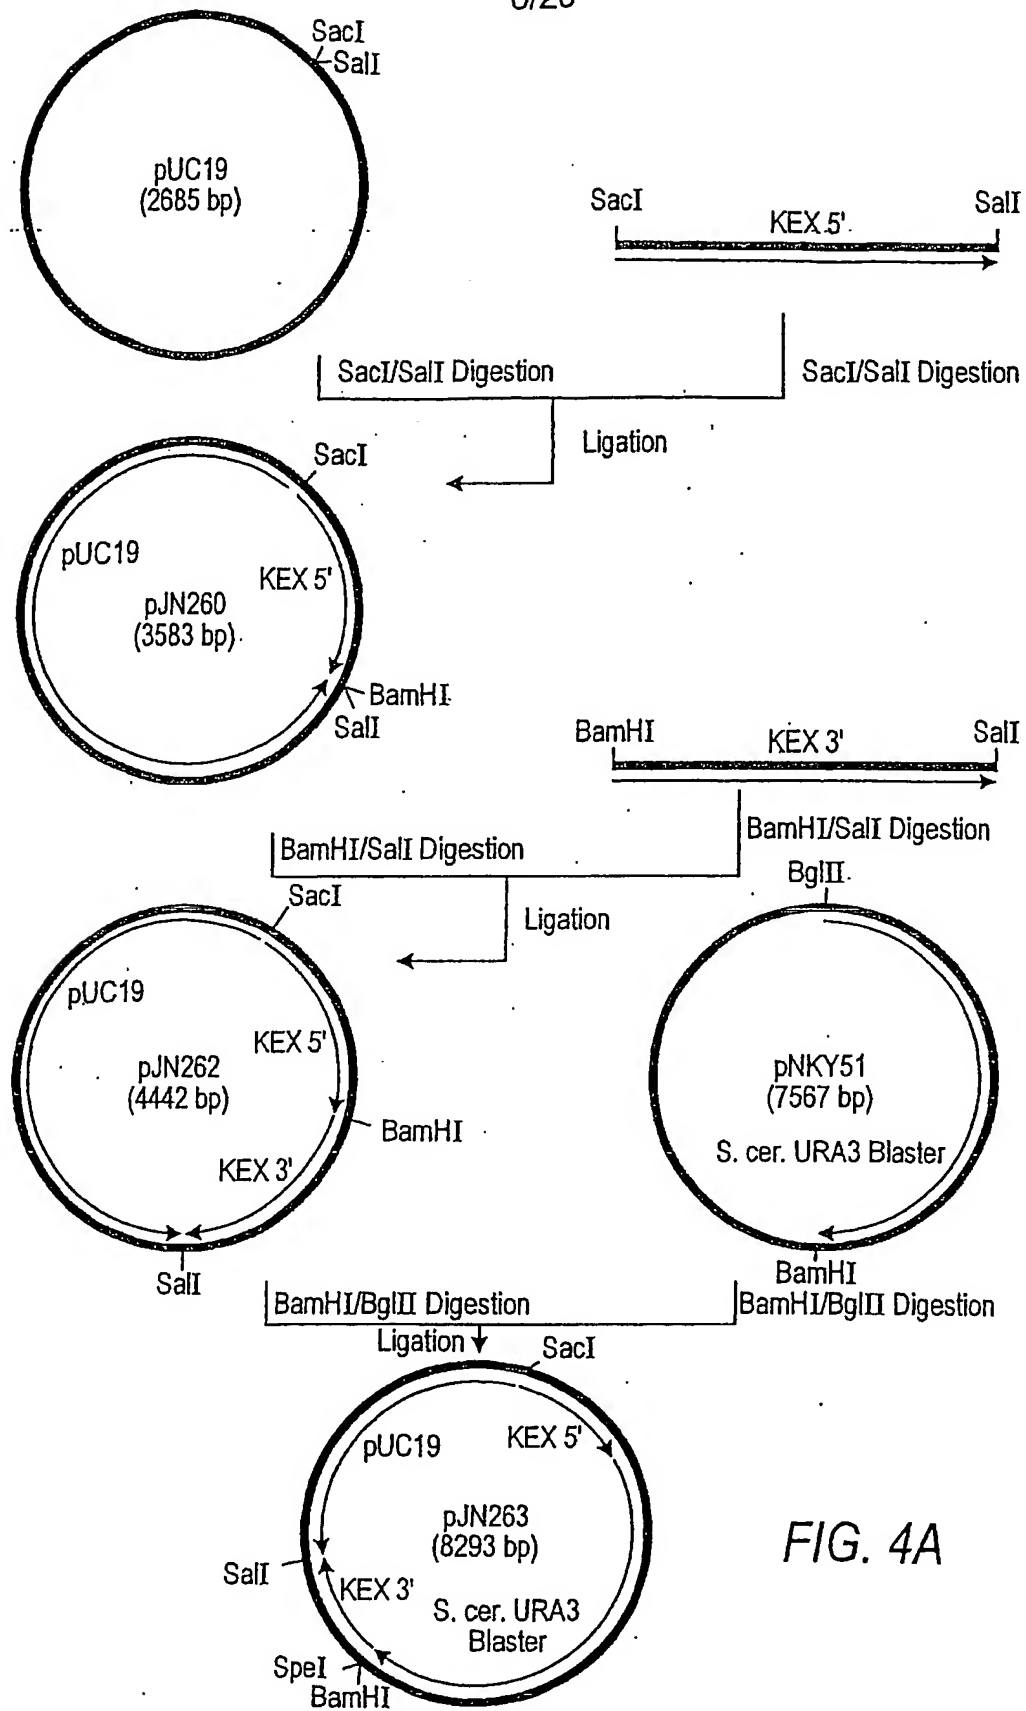 SacI
SalI
pUC19
(2685 bp)
SacI
SalI
KEX 5'
SacI/SalI Digestion
SacI/SalI Digestion
Ligation
SacI
pUC19
KEX 5'
pJN260
(3583 bp)
BamHI
SalI
BamHI
KEX 3'
SalI
BamHI/SalI Digestion
BamHI/SalI Digestion
Ligation
SacI
pUC19
KEX 5'
pJN262
(4442 bp)
BamHI
KEX 3'
SalI
BglII
pNKY51
(7567 bp)
S. cer. URA3 Blaster
BamHI
BamHI/BglII Digestion
BamHI/BglII Digestion
Ligation
SacI
pUC19
KEX 5'
pJN263
(8293 bp)
SalI
KEX 3'
S. cer. URA3
Blaster
SpeI
BamHI
FIG. 4A